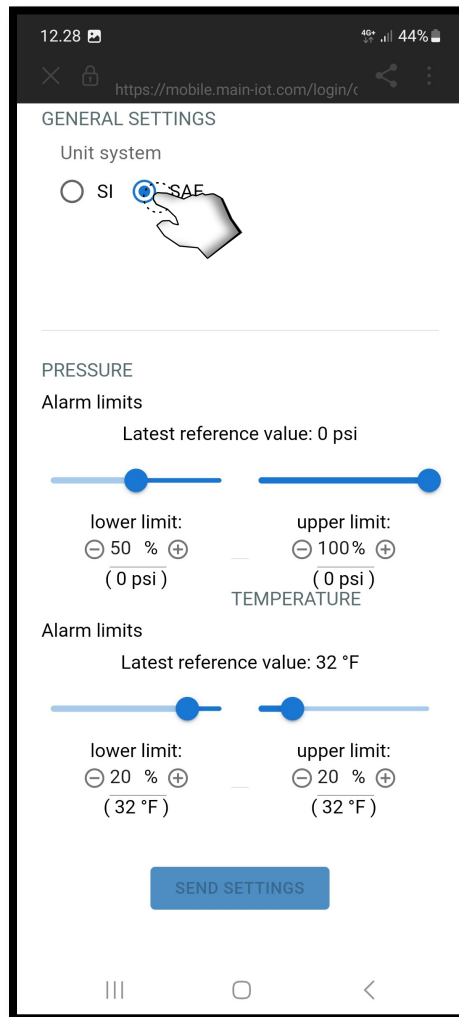 12.28 4G+ 44%
https://mobile.main-iot.com/login/c
GENERAL SETTINGS
Unit system
SI SAE
PRESSURE
Alarm limits
Latest reference value: 0 psi
lower limit: upper limit:
50 % 100%
( 0 psi ) ( 0 psi )
TEMPERATURE
Alarm limits
Latest reference value: 32 °F
lower limit: upper limit:
20 % 20 %
( 32 °F ) ( 32 °F )
SEND SETTINGS